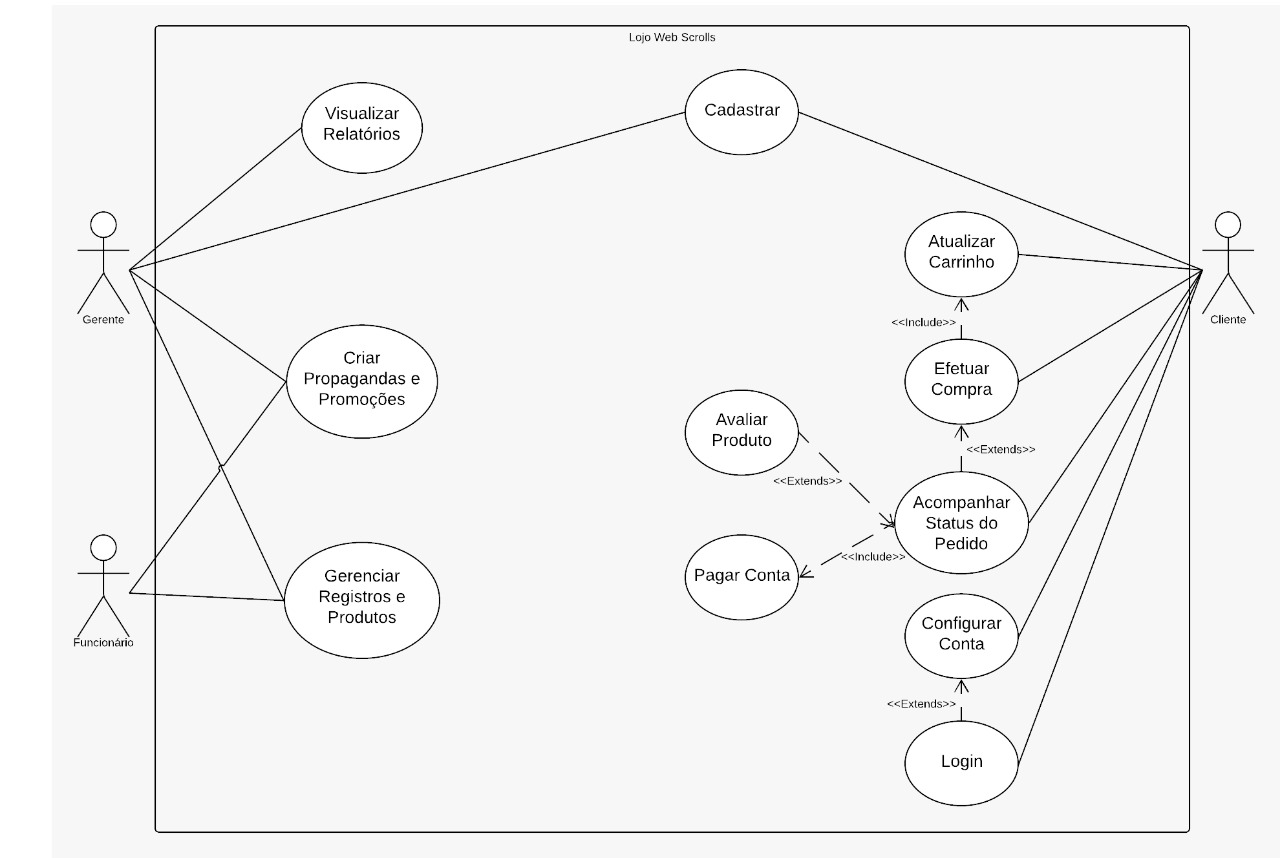 Lojo Web Scrolls
Visualizar
Relatórios
Cadastrar
Atualizar
Carrinho
Gerente
Cliente
<<Include>>
Criar
Propagandas e
Promoções
Efetuar
Compra
Avaliar
Produto
<<Extends>>
<<Extends>>
Acompanhar
Status do
Pedido
<<Include>>
Pagar Conta
Gerenciar
Registros e
Produtos
Funcionário
Configurar
Conta
<<Extends>>
Login